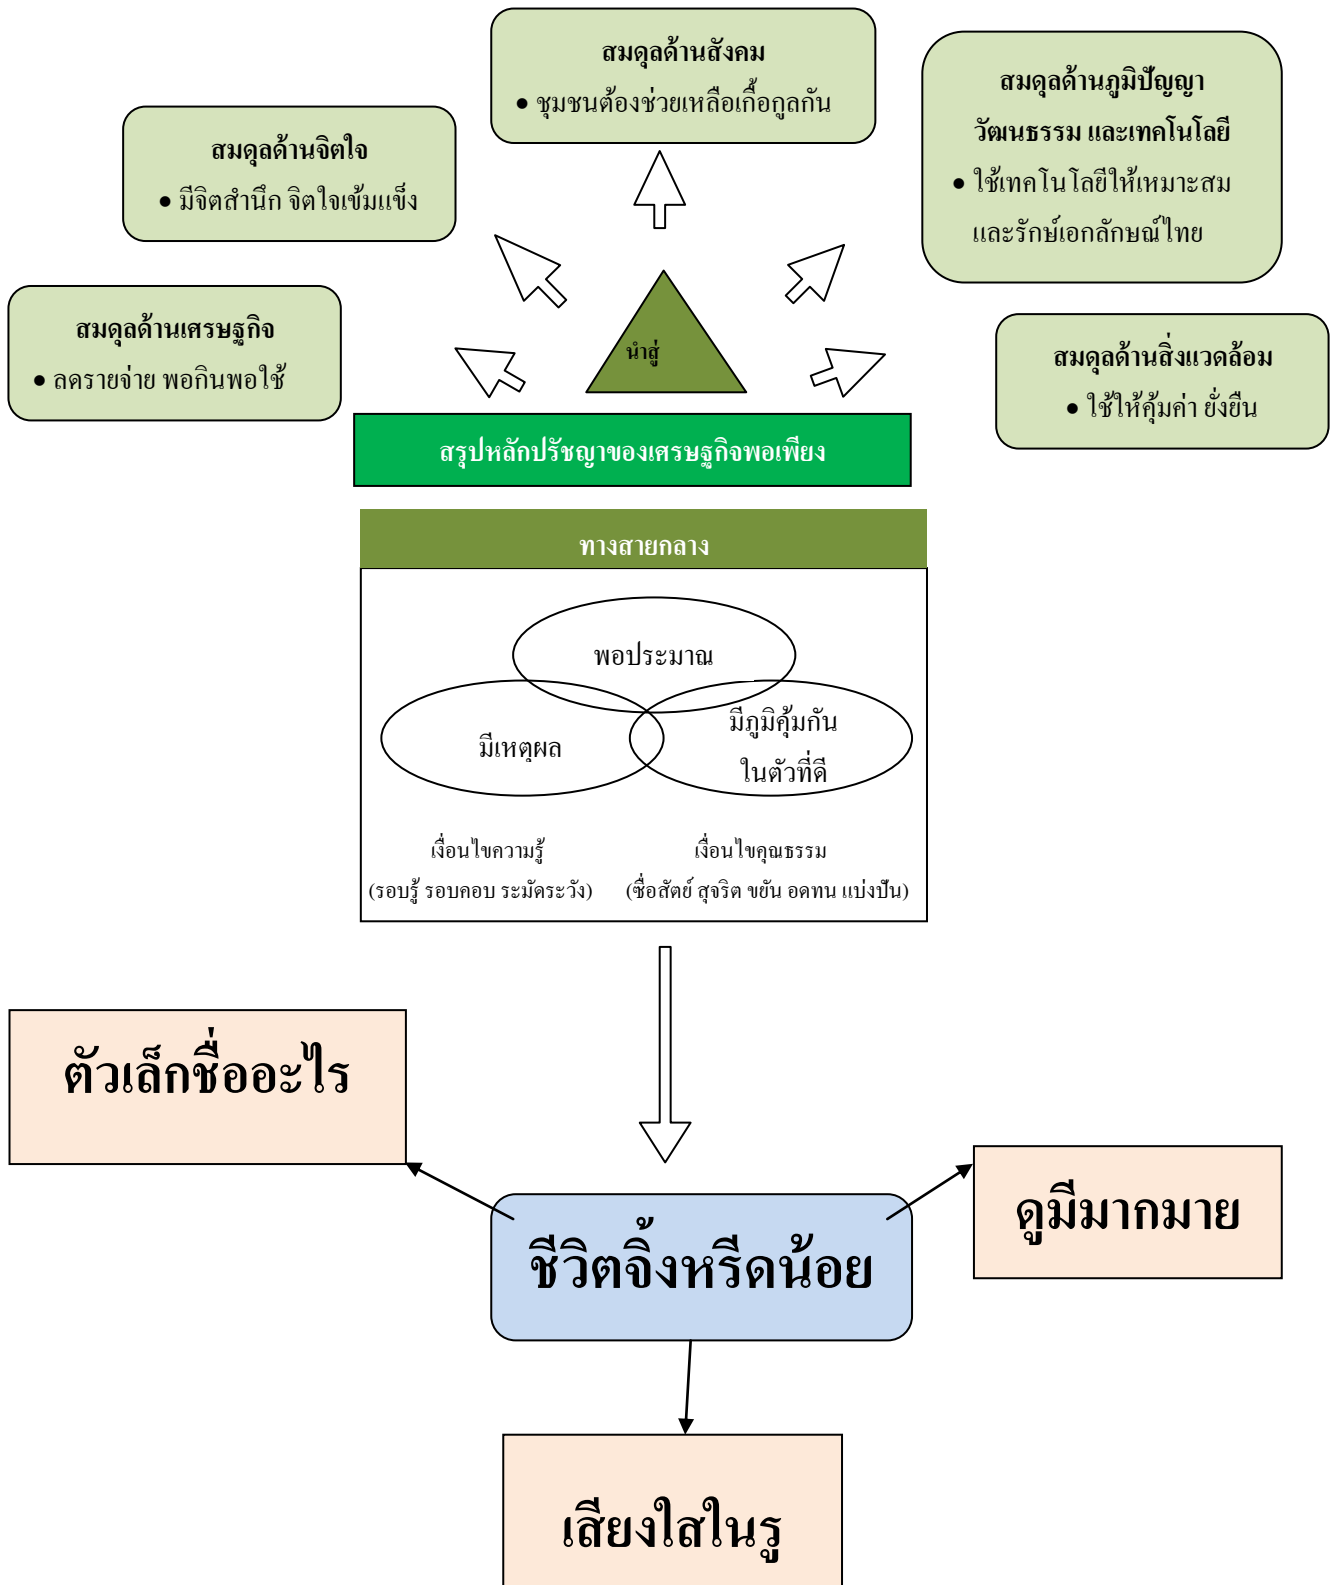 สมดุลด้านสังคม
• ชุมชนต้องช่วยเหลือเกื้อกูลกัน
สมดุลด้านภูมิปัญญา
วัฒนธรรม และเทคโนโลยี
• ใช้เทคโนโลยีให้เหมาะสม
และรักษ์เอกลักษณ์ไทย
สมดุลด้านจิตใจ
• มีจิตสำนึก จิตใจเข้มแข็ง
สมดุลด้านเศรษฐกิจ
• ลดรายจ่าย พอกินพอใช้
สมดุลด้านสิ่งแวดล้อม
• ใช้ให้คุ้มค่า ยั่งยืน
นำสู่
สรุปหลักปรัชญาของเศรษฐกิจพอเพียง
ทางสายกลาง
พอประมาณ
มีเหตุผล
มีภูมิคุ้มกัน
ในตัวที่ดี
เงื่อนไขความรู้
(รอบรู้ รอบคอบ ระมัดระวัง)
เงื่อนไขคุณธรรม
(ซื่อสัตย์ สุจริต ขยัน อดทน แบ่งปัน)
ตัวเล็กชื่ออะไร
ดูมีมากมาย
ชีวิตจิ้งหรีดน้อย
เสียงใสในรู